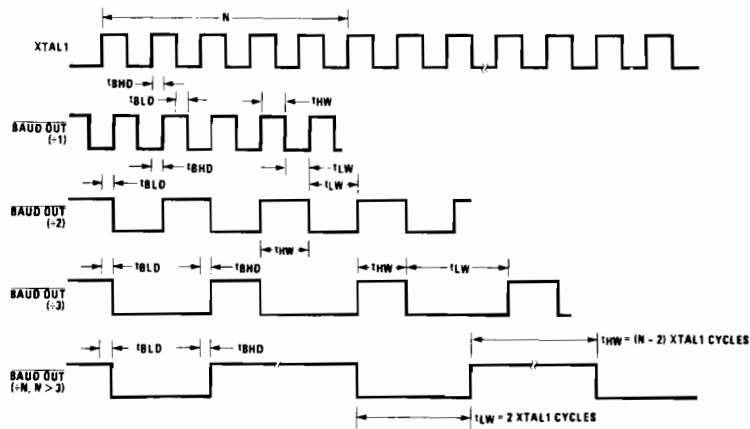 N
XTAL1
tBHD
tBLD
tHW
BAUD OUT
(÷1)
tBHD
tLW
tBLD
tLW
BAUD OUT
(÷2)
tHW
tBLD
tBHD
tHW
tLW
BAUD OUT
(÷3)
tBLD
tBHD
tHW = (N - 2) XTAL1 CYCLES
BAUD OUT
(÷N, N > 3)
tLW = 2 XTAL1 CYCLES